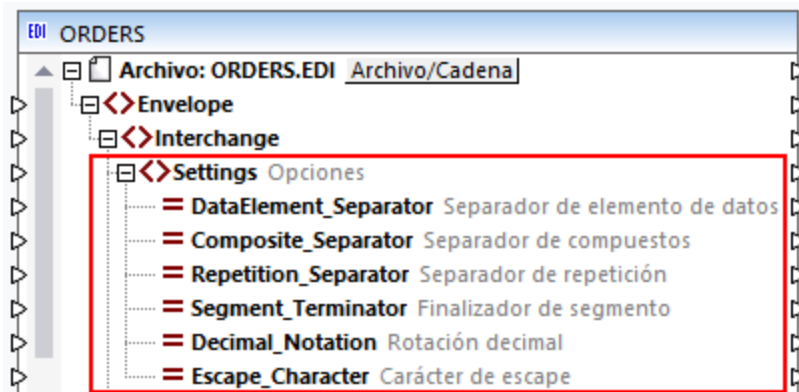 EDI ORDERS
Archivo: ORDERS.EDI Archivo/Cadena
Envelope
Interchange
Settings Opciones
DataElement_Separator Separador de elemento de datos
Composite_Separator Separador de compuestos
Repetition_Separator Separador de repetición
Segment_Terminator Finalizador de segmento
Decimal_Notation Rotación decimal
Escape_Character Carácter de escape